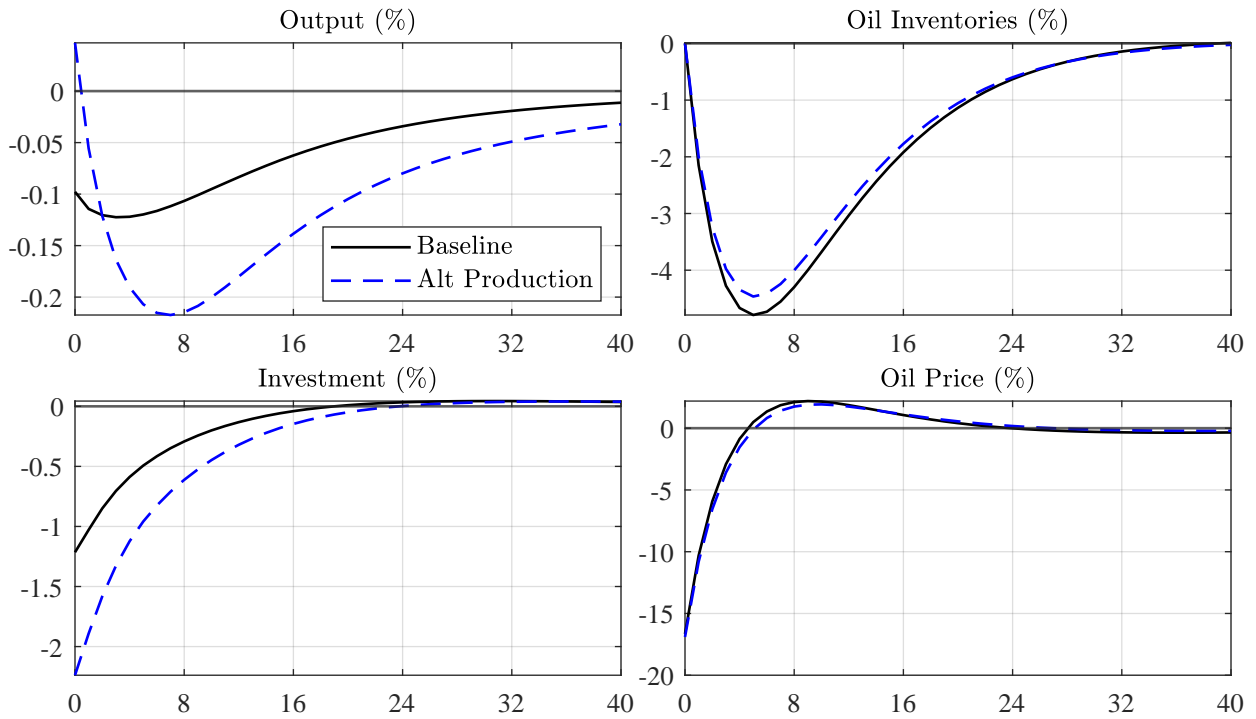 Output (%)
0
-0.05
-0.1
-0.15
-0.2
0 8 16 24 32 40
Baseline
Alt Production
Oil Inventories (%)
0
-1
-2
-3
-4
0 8 16 24 32 40
Investment (%)
0
-0.5
-1
-1.5
-2
0 8 16 24 32 40
Oil Price (%)
0
-5
-10
-15
-20
0 8 16 24 32 40